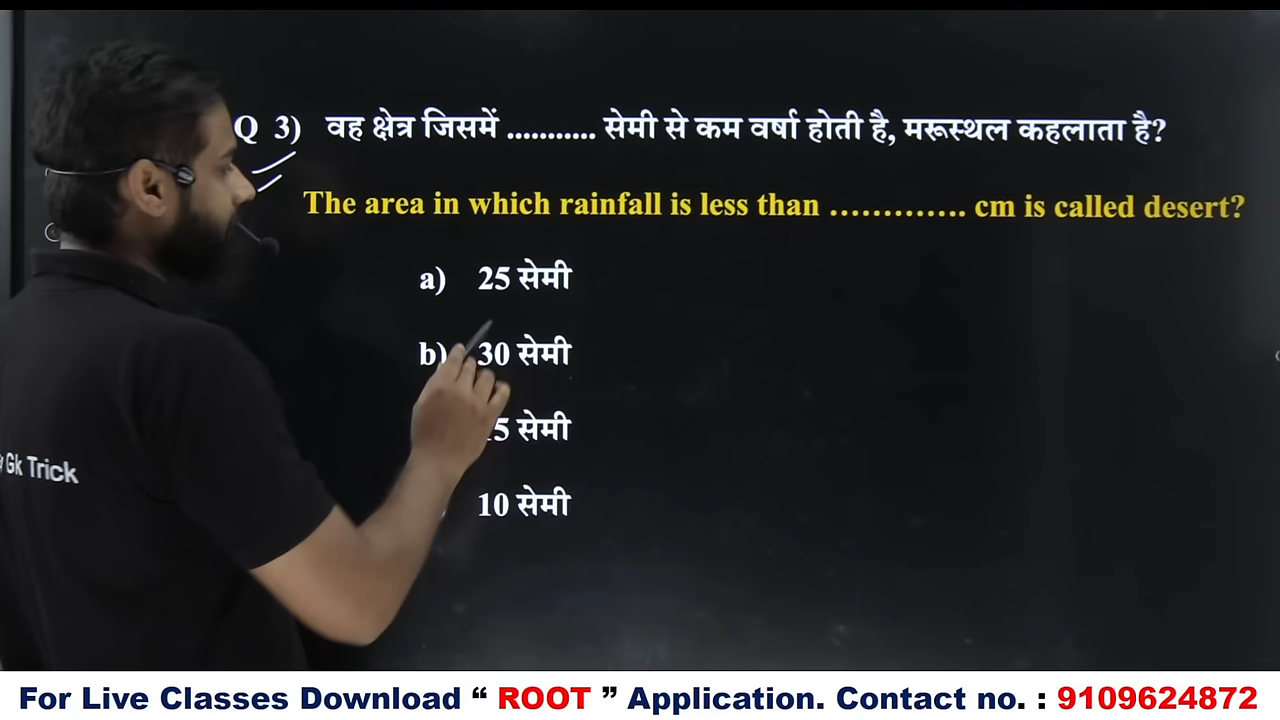 Q 3) वह क्षेत्र जिसमें ............ सेमी से कम वर्षा होती है, मरूस्थल कहलाता है?
The area in which rainfall is less than ............. cm is called desert?
a) 25 सेमी
b) 30 सेमी
5 सेमी
10 सेमी
Gk Trick
For Live Classes Download “ ROOT ” Application. Contact no. : 9109624872